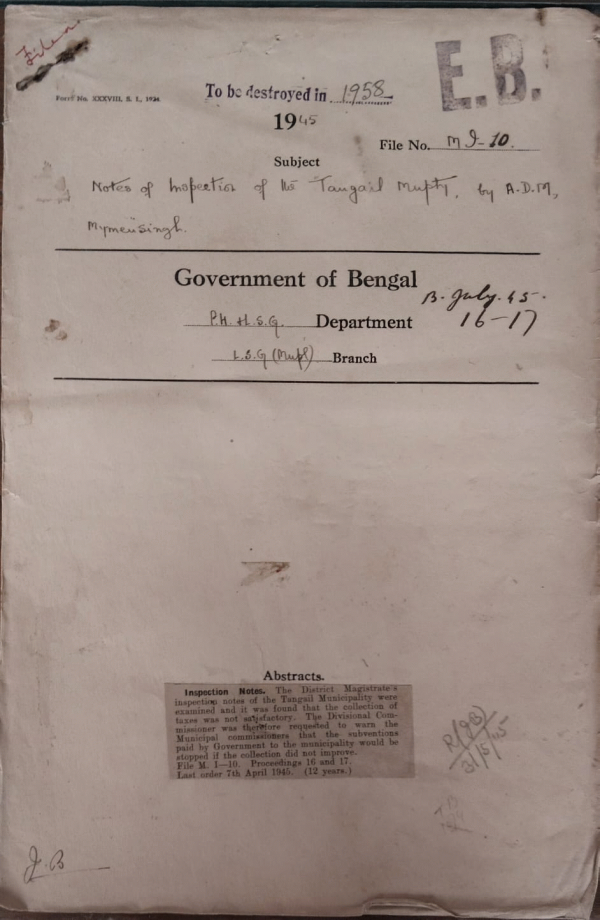 File
Form No. XXXVIII, S. I., 1934.
To be destroyed in 1958
E.B.
1945
File No. M I-10.
Subject
Notes of Inspection of the Tangail Mupty, by A.D.M,
Mymensingh.
Government of Bengal
B. July. 45.
P.H. & L.S.G. Department 16-17
L.S.G (Mupl) Branch
Abstracts.
Inspection Notes. The District Magistrate's
inspection notes of the Tangail Municipality were
examined and it was found that the collection of
taxes was not satisfactory. The Divisional Com-
missioner was therefore requested to warn the
Municipal commissioners that the subventions
paid by Government to the municipality would be
stopped if the collection did not improve.
File M. I—10. Proceedings 16 and 17.
Last order 7th April 1945. (12 years.)
J.B